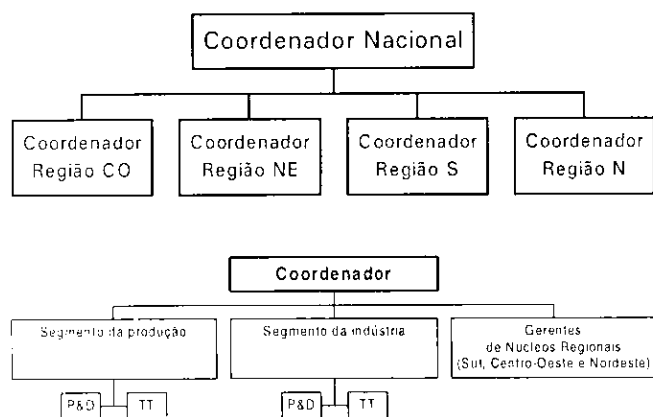 Coordenador Nacional
Coordenador
Região CO
Coordenador
Região NE
Coordenador
Região S
Coordenador
Região N
Coordenador
Segmento da produção
Segmento da indústria
Gerentes
de Nucleos Regionais
(Sul, Centro-Oeste e Nordeste)
P&D
TT
P&D
TT